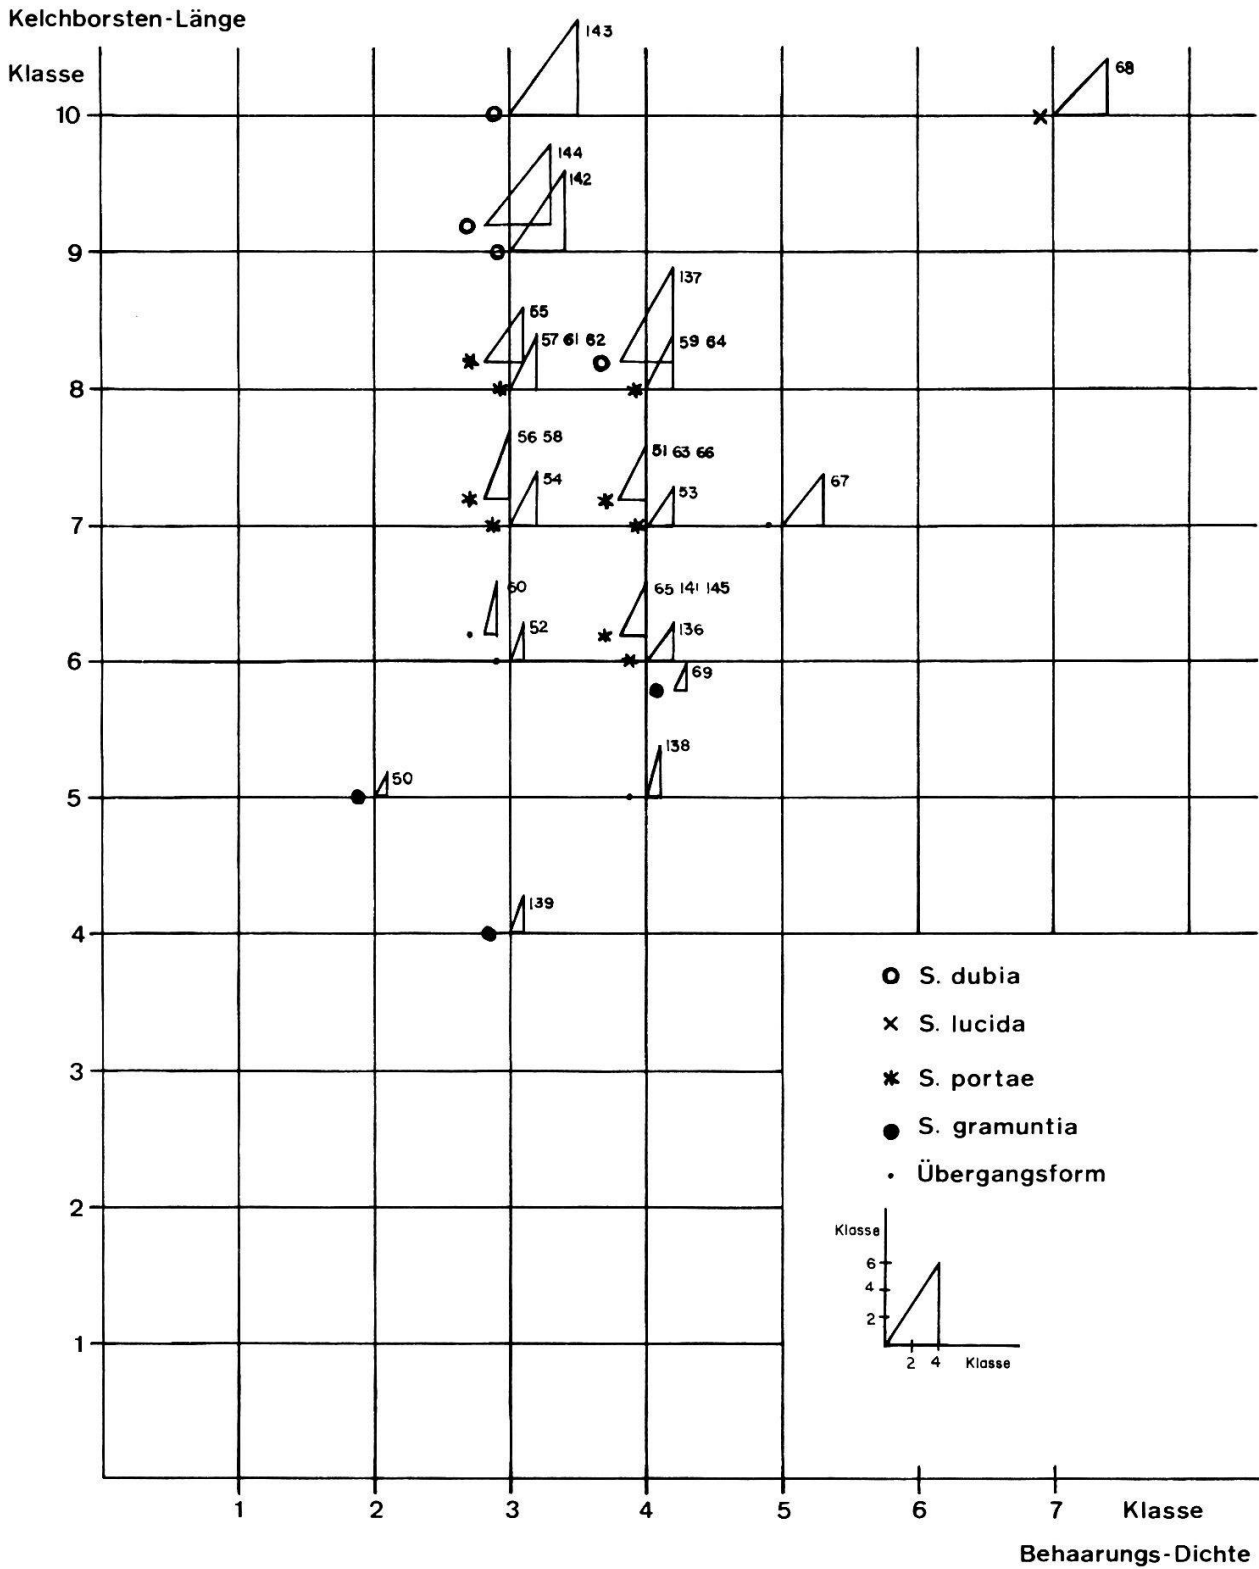 Kelchborsten-Länge
143
Klasse
68
10
144
142
9
137
55
57 61 62
59 64
8
56 58
51 63 66
54
53
67
7
60
65 141 145
52
136
6
69
138
50
5
139
4
S. dubia
S. lucida
3
S. portae
S. gramuntia
Übergangsform
2
Klasse
6
4
2
1
2 4 Klasse
1 2 3 4 5 6 7 Klasse
Behaarungs-Dichte